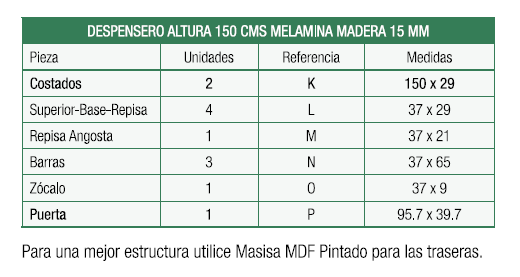 DESPENSERO ALTURA 150 CMS MELAMINA MADERA 15 MM
Pieza Unidades Referencia Medidas
Costados 2 K 150 x 29
Superior-Base-Repisa 4 L 37 x 29
Repisa Angosta 1 M 37 x 21
Barras 3 N 37 x 65
Zócalo 1 O 37 x 9
Puerta 1 P 95.7 x 39.7
Para una mejor estructura utilice Masisa MDF Pintado para las traseras.